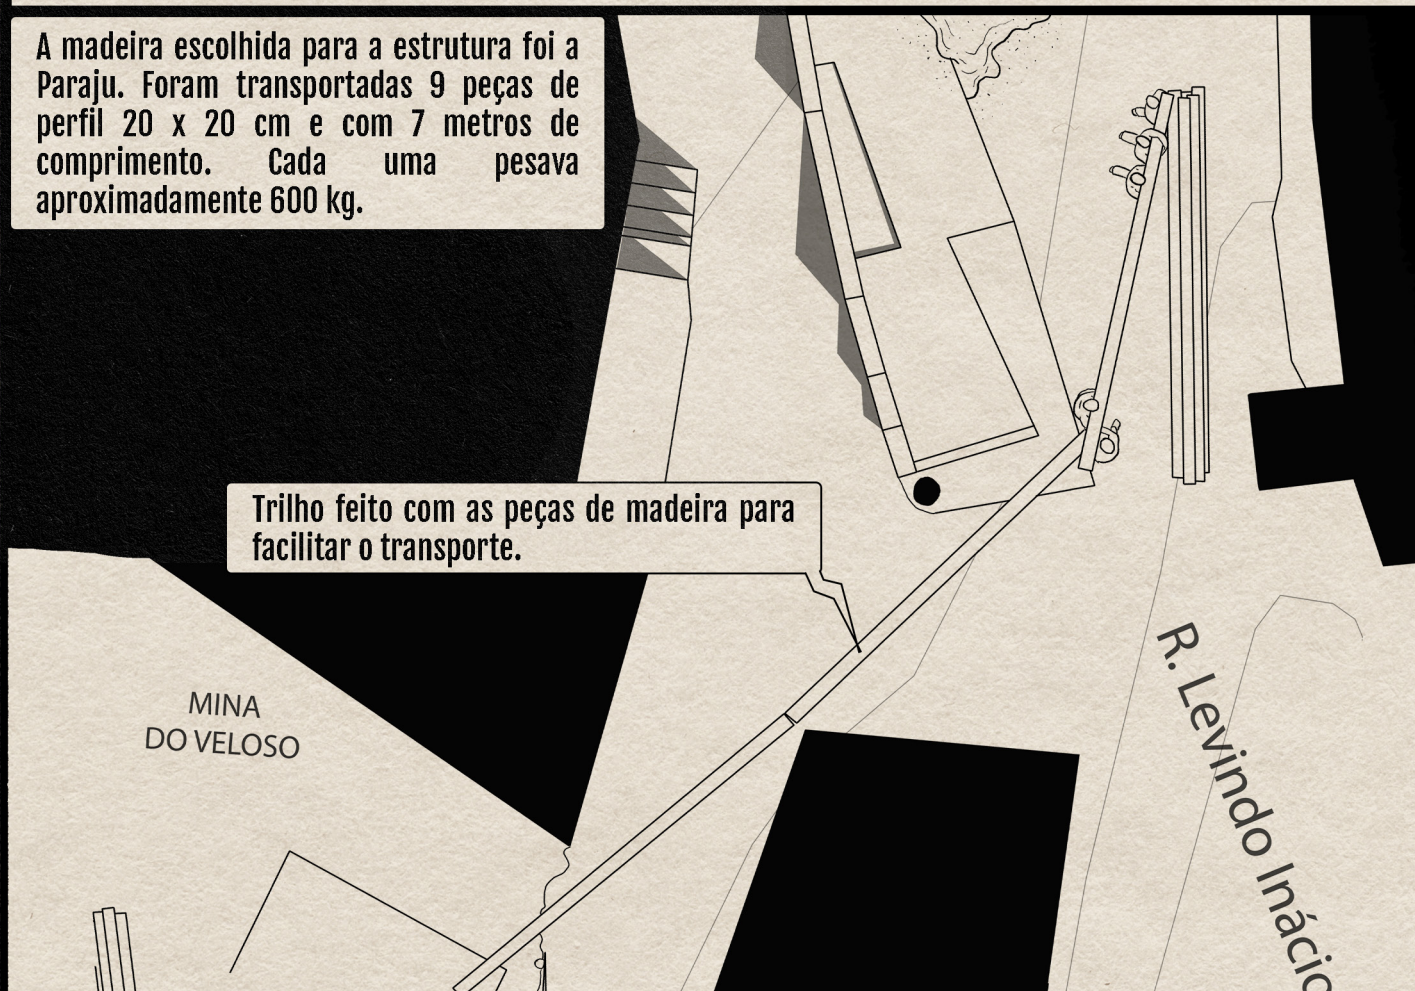 A madeira escolhida para a estrutura foi a
Paraju. Foram transportadas 9 peças de
perfil 20 x 20 cm e com 7 metros de
comprimento. Cada uma pesava
aproximadamente 600 kg.
Trilho feito com as peças de madeira para
facilitar o transporte.
MINA
DO VELOSO
R. Levindo Inácio